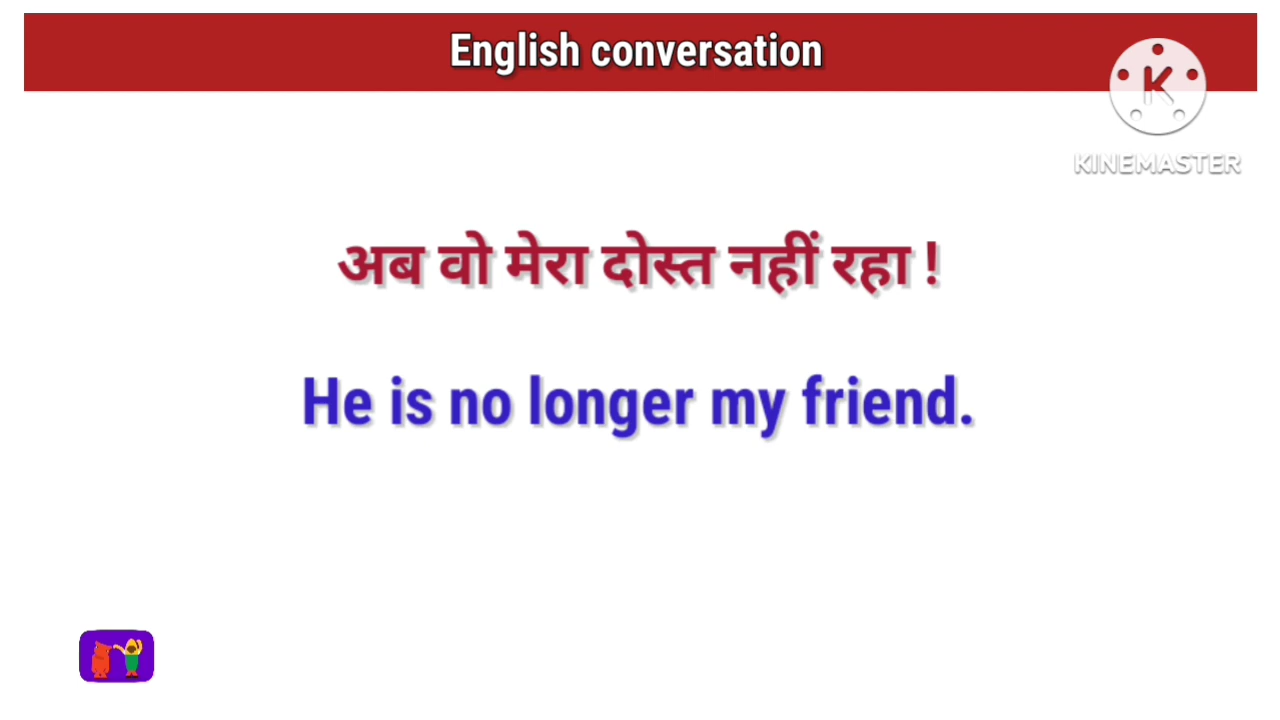 English conversation
K
KINEMASTER
अब वो मेरा दोस्त नहीं रहा !
He is no longer my friend.